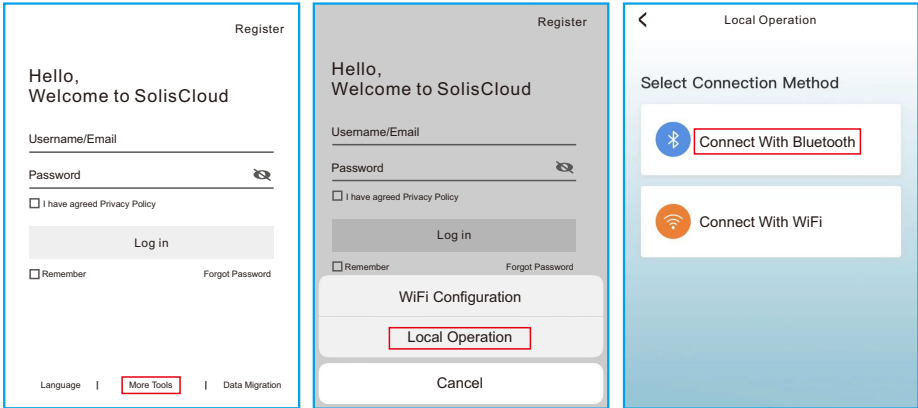 Register
Hello,
Welcome to SolisCloud
Username/Email
Password
I have agreed Privacy Policy
Log in
Remember Forgot Password
Language | More Tools | Data Migration
Register
Hello,
Welcome to SolisCloud
Username/Email
Password
I have agreed Privacy Policy
Log in
Remember Forgot Password
WiFi Configuration
Local Operation
Cancel
Local Operation
Select Connection Method
Connect With Bluetooth
Connect With WiFi